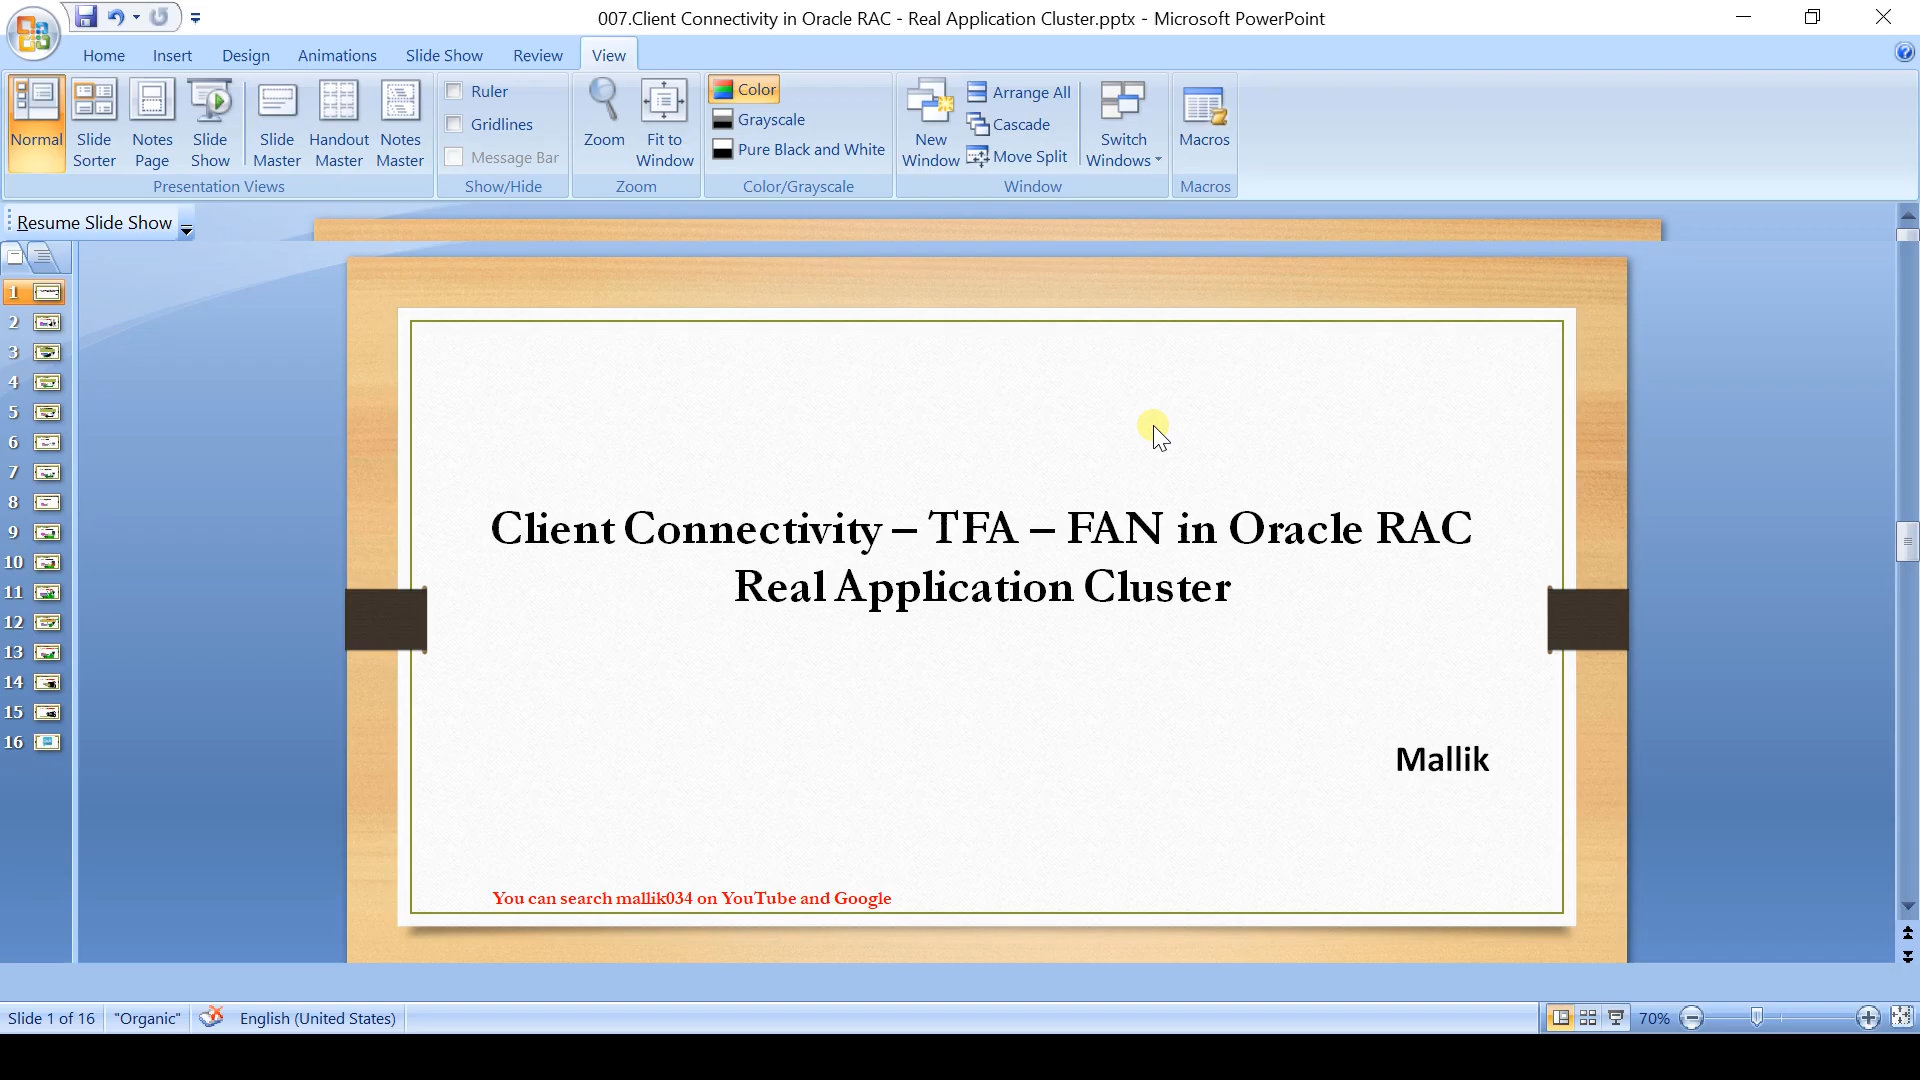 007.Client Connectivity in Oracle RAC - Real Application Cluster.pptx - Microsoft PowerPoint
Home Insert Design Animations Slide Show Review View
Normal
Slide Sorter
Notes Page
Slide Show
Slide Master
Handout Master
Notes Master
Presentation Views
Ruler
Gridlines
Message Bar
Show/Hide
Zoom
Fit to Window
Zoom
Color
Grayscale
Pure Black and White
Color/Grayscale
New Window
Arrange All
Cascade
Move Split
Switch Windows
Window
Macros
Macros
Resume Slide Show
1
2
3
4
5
6
7
8
9
10
11
12
13
14
15
16
Client Connectivity – TFA – FAN in Oracle RAC
Real Application Cluster
Mallik
You can search mallik034 on YouTube and Google
Slide 1 of 16 "Organic" English (United States) 70%